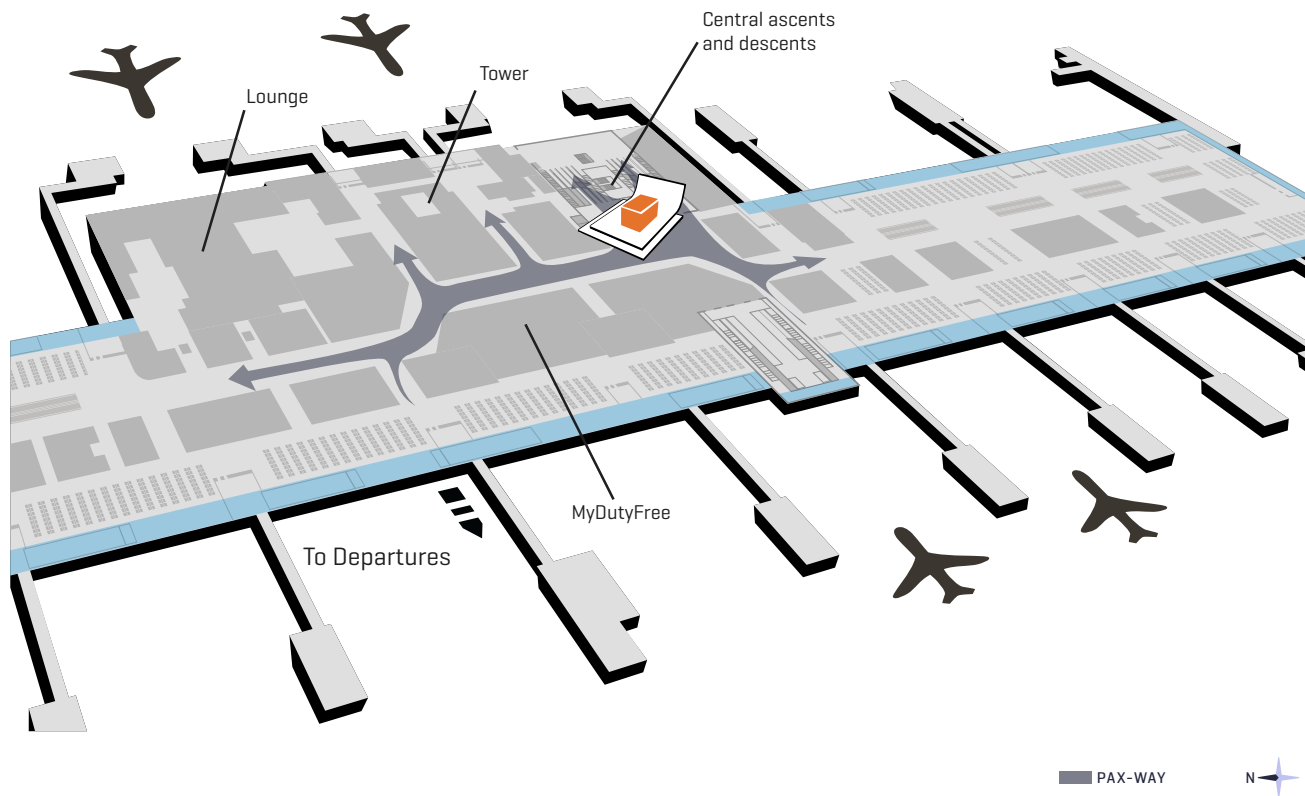 Central ascents
and descents
Tower
Lounge
MyDutyFree
To Departures
PAX-WAY
N